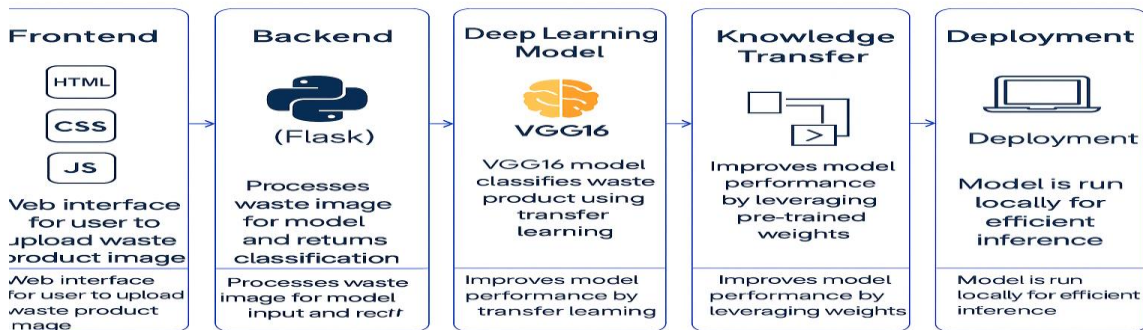 Frontend
HTML
CSS
JS
Web interface
for user to
upload waste
product image
Web interface
for user to upload
waste product
image
Backend
(Flask)
Processes
waste image
for model
and returns
classification
Processes waste
image for model
input and
Deep Learning
Model
VGG16
VGG16 model
classifies waste
product using
transfer
learning
Improves model
performance by
transfer learning
Knowledge
Transfer
>
Improves model
performance
by leveraging
pre-trained
weights
Improves model
performance by
leveraging weights
Deployment
Deployment
Model is run
locally for
efficient
inference
Model is run
locally for efficient
inference